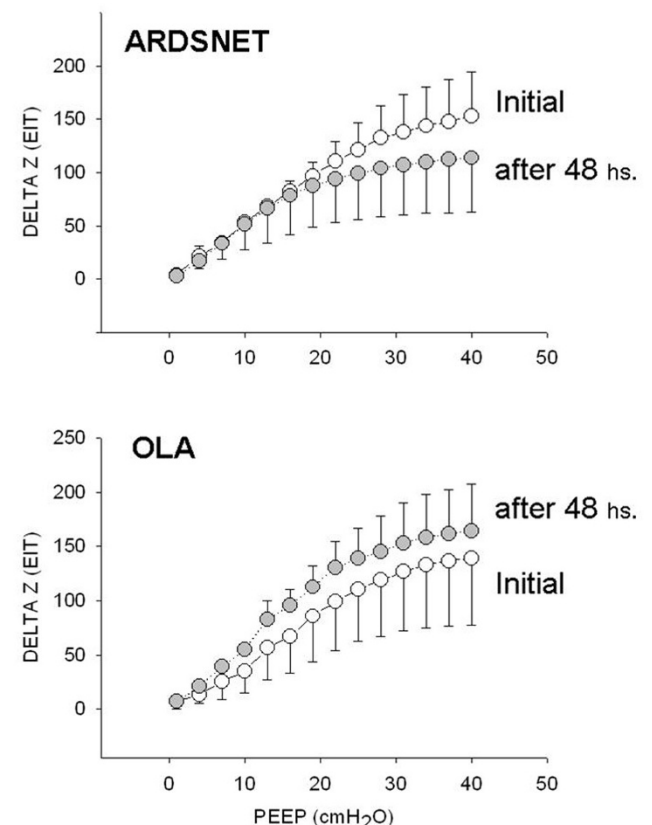 ARDSNET
200
150
100
50
0
DELTA Z (EIT)
Initial
after 48 hs.
0 10 20 30 40 50
OLA
250
200
150
100
50
0
DELTA Z (EIT)
after 48 hs.
Initial
0 10 20 30 40 50
PEEP (cmH₂O)